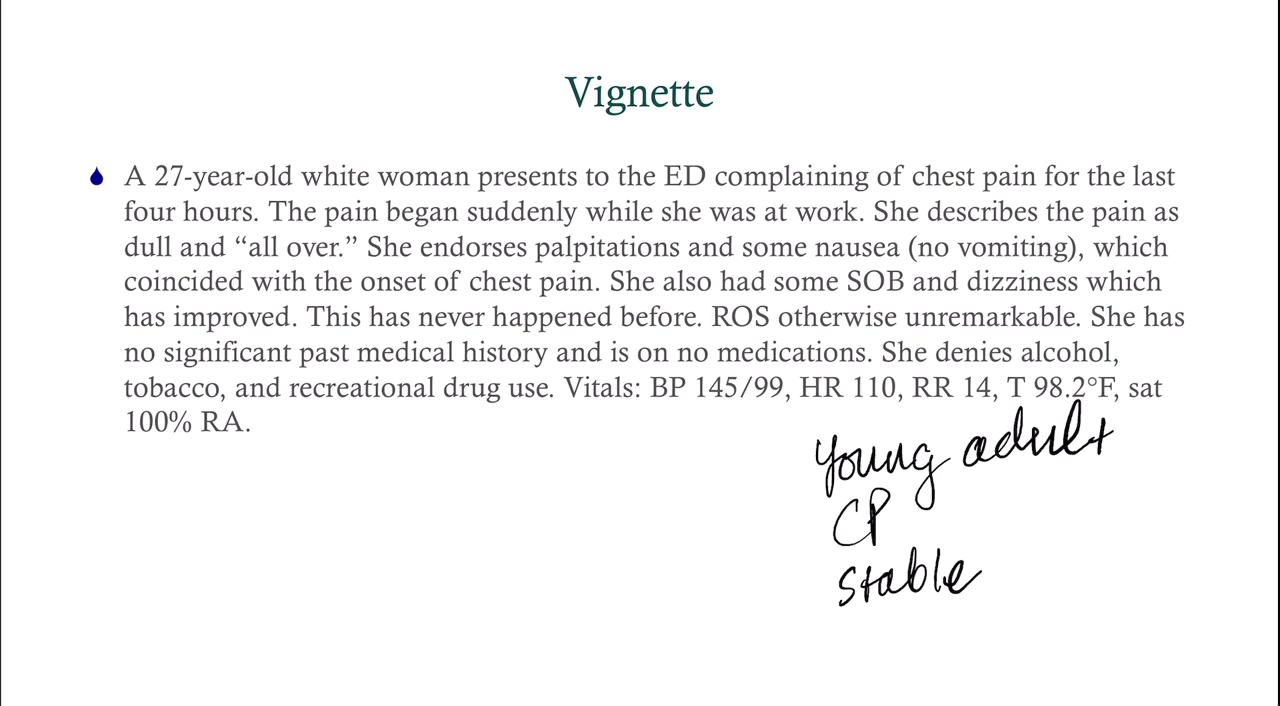 Vignette
A 27-year-old white woman presents to the ED complaining of chest pain for the last
four hours. The pain began suddenly while she was at work. She describes the pain as
dull and “all over.” She endorses palpitations and some nausea (no vomiting), which
coincided with the onset of chest pain. She also had some SOB and dizziness which
has improved. This has never happened before. ROS otherwise unremarkable. She has
no significant past medical history and is on no medications. She denies alcohol,
tobacco, and recreational drug use. Vitals: BP 145/99, HR 110, RR 14, T 98.2°F, sat
100% RA.
young adult
CP
stable